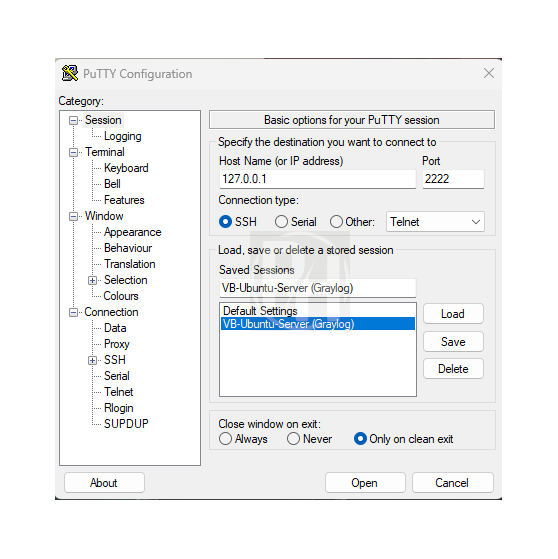 PuTTY Configuration
Category:
Session
Logging
Terminal
Keyboard
Bell
Features
Window
Appearance
Behaviour
Translation
Selection
Colours
Connection
Data
Proxy
SSH
Serial
Telnet
Rlogin
SUPDUP
Basic options for your PuTTY session
Specify the destination you want to connect to
Host Name (or IP address) Port
127.0.0.1 2222
Connection type:
SSH Serial Other: Telnet
Load, save or delete a stored session
Saved Sessions
VB-Ubuntu-Server (Graylog)
Default Settings
VB-Ubuntu-Server (Graylog)
Load
Save
Delete
Close window on exit:
Always Never Only on clean exit
About Open Cancel